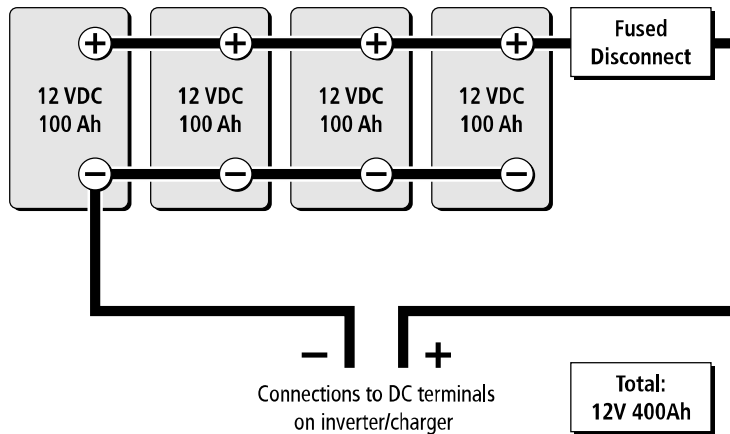 + + + +
Fused
Disconnect
12 VDC 12 VDC 12 VDC 12 VDC
100 Ah 100 Ah 100 Ah 100 Ah
− − − −
− +
Connections to DC terminals
on inverter/charger
Total:
12V 400Ah